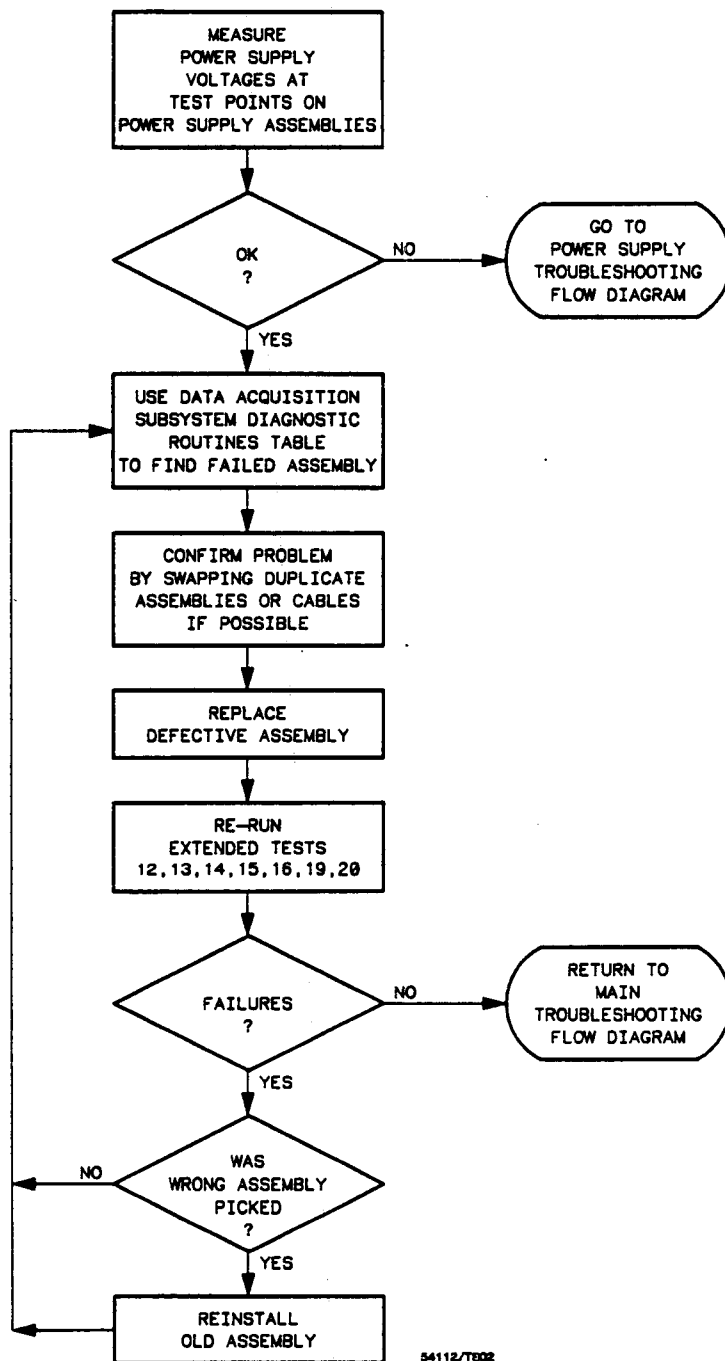 MEASURE
POWER SUPPLY
VOLTAGES AT
TEST POINTS ON
POWER SUPPLY ASSEMBLIES
OK
?
NO
GO TO
POWER SUPPLY
TROUBLESHOOTING
FLOW DIAGRAM
YES
USE DATA ACQUISITION
SUBSYSTEM DIAGNOSTIC
ROUTINES TABLE
TO FIND FAILED ASSEMBLY
CONFIRM PROBLEM
BY SWAPPING DUPLICATE
ASSEMBLIES OR CABLES
IF POSSIBLE
REPLACE
DEFECTIVE ASSEMBLY
RE-RUN
EXTENDED TESTS
12,13,14,15,16,19,20
FAILURES
?
NO
RETURN TO
MAIN
TROUBLESHOOTING
FLOW DIAGRAM
YES
NO
WAS
WRONG ASSEMBLY
PICKED
?
YES
REINSTALL
OLD ASSEMBLY
54112/TE02